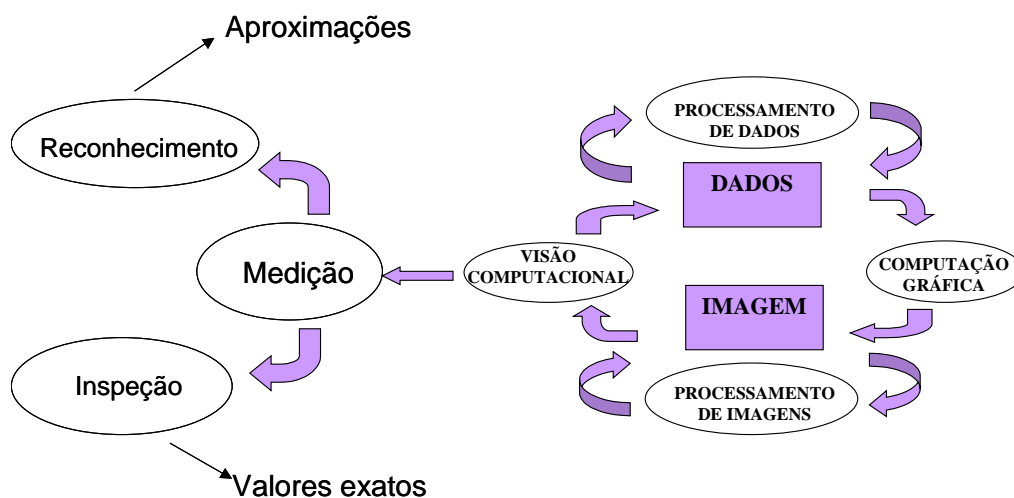 Aproximações
Reconhecimento
Medição
Inspeção
Valores exatos
PROCESSAMENTO
DE DADOS
DADOS
VISÃO
COMPUTACIONAL
COMPUTAÇÃO
GRÁFICA
IMAGEM
PROCESSAMENTO
DE IMAGENS